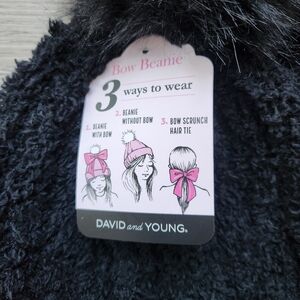 Bow Beanie
3 ways to wear
1. BEANIE
WITH BOW
2. BEANIE
WITHOUT BOW
3. BOW SCRUNCH
HAIR TIE
DAVID and YOUNG®